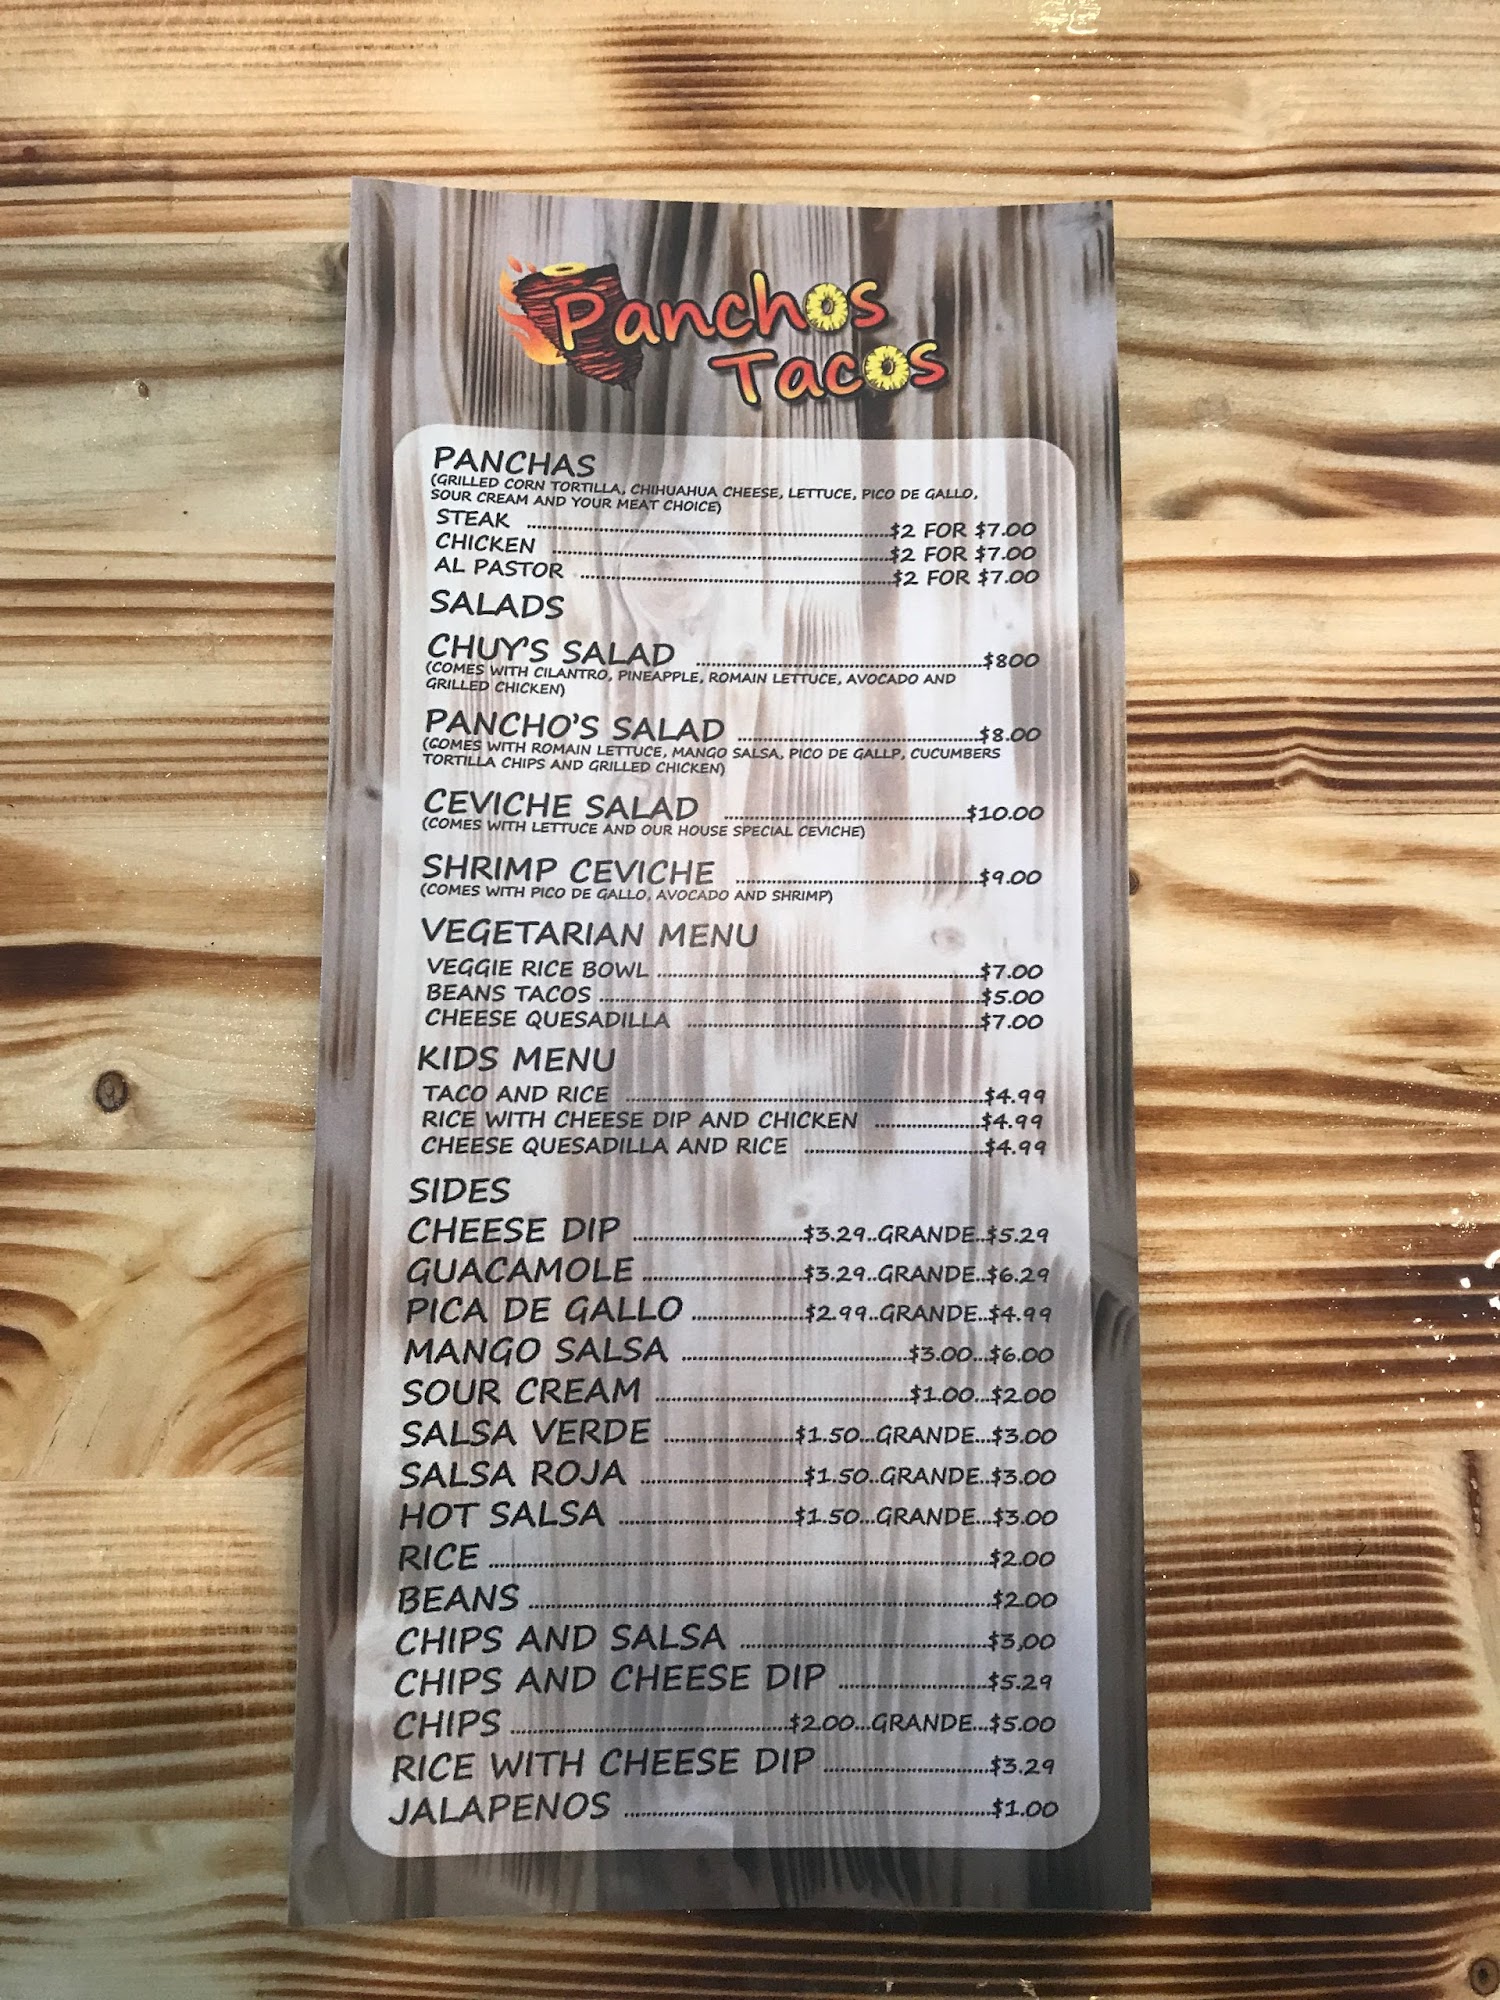 Panchos
Tacos
PANCHAS
(GRILLED CORN TORTILLA, CHIHUAHUA CHEESE, LETTUCE, PICO DE GALLO,
SOUR CREAM AND YOUR MEAT CHOICE)
STEAK ........ $2 FOR $7.00
CHICKEN ........ $2 FOR $7.00
AL PASTOR ........ $2 FOR $7.00
SALADS
CHUY'S SALAD ........ $800
(COMES WITH CILANTRO, PINEAPPLE, ROMAIN LETTUCE, AVOCADO AND
GRILLED CHICKEN)
PANCHO'S SALAD ........ $8.00
(COMES WITH ROMAIN LETTUCE, MANGO SALSA, PICO DE GALLP, CUCUMBERS
TORTILLA CHIPS AND GRILLED CHICKEN)
CEVICHE SALAD ........ $10.00
(COMES WITH LETTUCE AND OUR HOUSE SPECIAL CEVICHE)
SHRIMP CEVICHE ........ $9.00
(COMES WITH PICO DE GALLO, AVOCADO AND SHRIMP)
VEGETARIAN MENU
VEGGIE RICE BOWL ........ $7.00
BEANS TACOS ........ $5.00
CHEESE QUESADILLA ........ $7.00
KIDS MENU
TACO AND RICE ........ $4.99
RICE WITH CHEESE DIP AND CHICKEN ........ $4.99
CHEESE QUESADILLA AND RICE ........ $4.99
SIDES
CHEESE DIP ........ $3.29..GRANDE..$5.29
GUACAMOLE ........ $3.29..GRANDE..$6.29
PICA DE GALLO ........ $2.99..GRANDE..$4.99
MANGO SALSA ........ $3.00...$6.00
SOUR CREAM ........ $1.00...$2.00
SALSA VERDE ........ $1.50...GRANDE...$3.00
SALSA ROJA ........ $1.50..GRANDE..$3.00
HOT SALSA ........ $1.50...GRANDE...$3.00
RICE ........ $2.00
BEANS ........ $2.00
CHIPS AND SALSA ........ $3,00
CHIPS AND CHEESE DIP ........ $5.29
CHIPS ........ $2.00...GRANDE...$5.00
RICE WITH CHEESE DIP ........ $3.29
JALAPENOS ........ $1.00